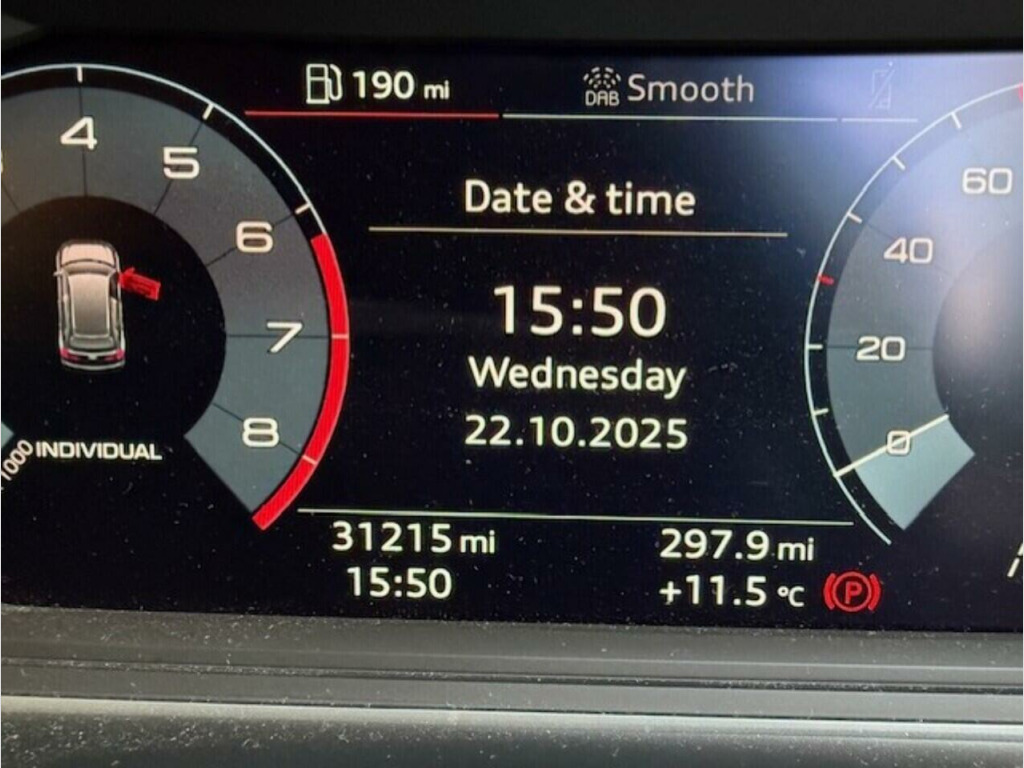 190 mi
DAB Smooth
Date & time
15:50
Wednesday
22.10.2025
31215 mi
297.9 mi
15:50
+11.5 °C
P
4
5
6
7
8
1000
INDIVIDUAL
60
40
20
0